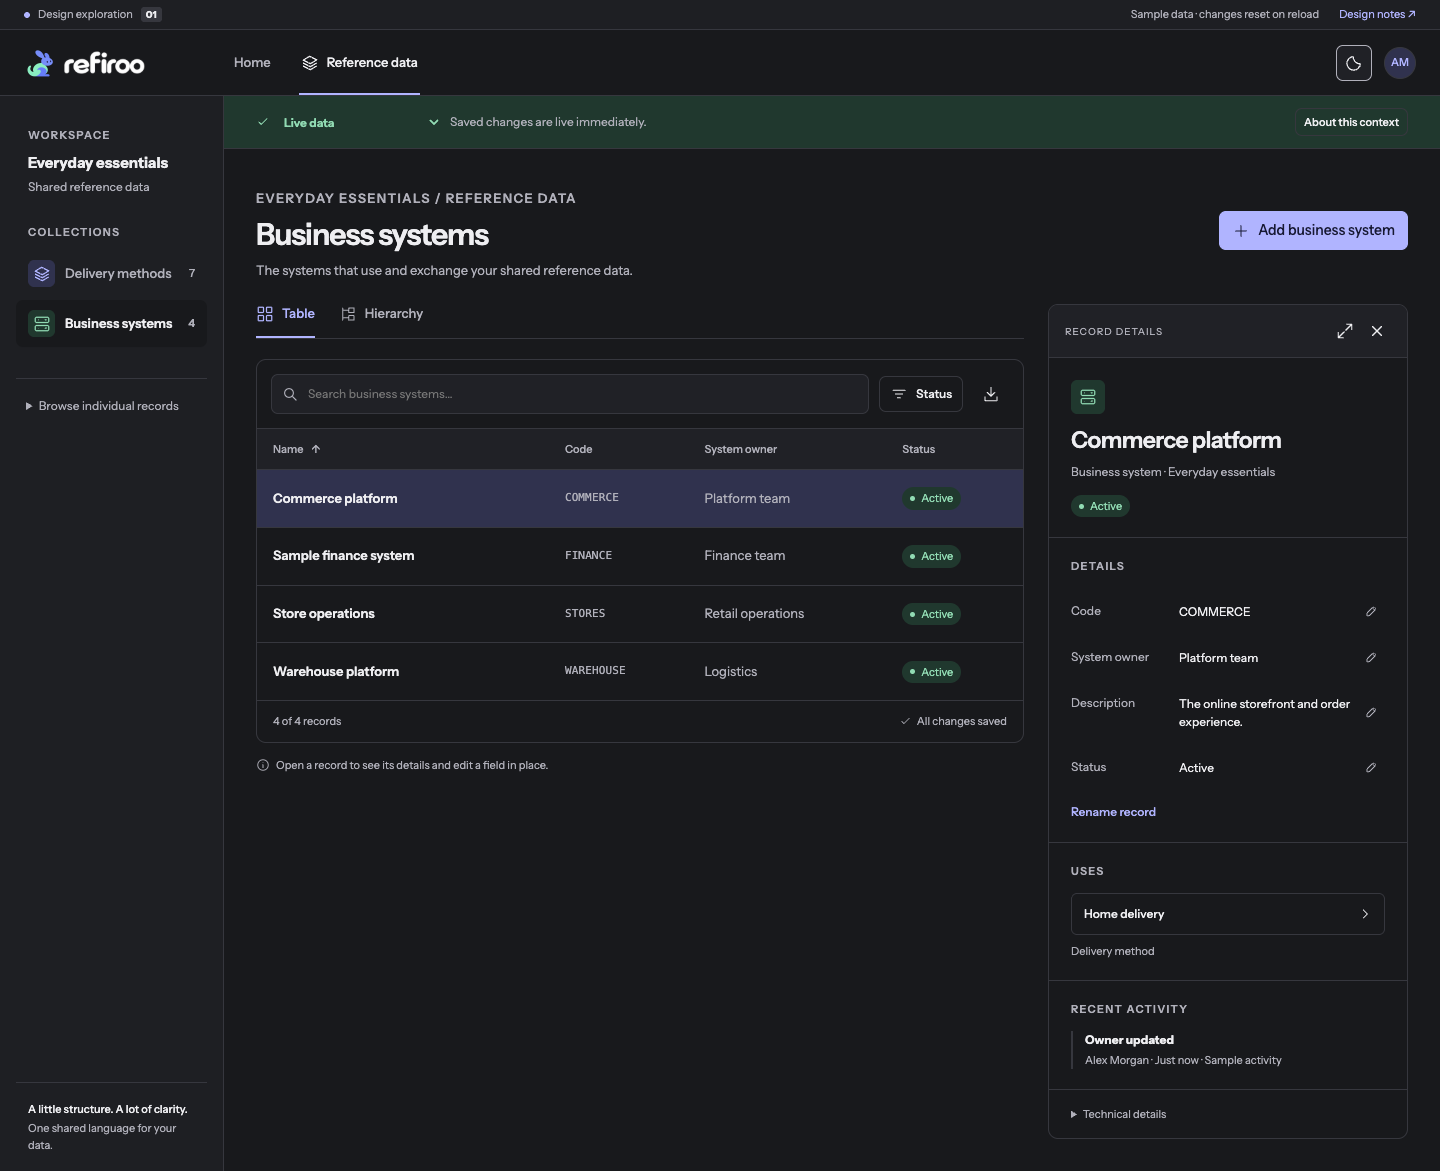 Design exploration 01
Sample data · changes reset on reload
Design notes ↗
refiroo
Home
Reference data
AM
WORKSPACE
Everyday essentials
Shared reference data
COLLECTIONS
Delivery methods 7
Business systems 4
Browse individual records
A little structure. A lot of clarity.
One shared language for your
data.
Live data
Saved changes are live immediately.
About this context
EVERYDAY ESSENTIALS / REFERENCE DATA
Business systems
The systems that use and exchange your shared reference data.
Add business system
Table
Hierarchy
Search business systems...
Status
Name ↑ Code System owner Status
Commerce platform COMMERCE Platform team Active
Sample finance system FINANCE Finance team Active
Store operations STORES Retail operations Active
Warehouse platform WAREHOUSE Logistics Active
4 of 4 records
All changes saved
Open a record to see its details and edit a field in place.
RECORD DETAILS
Commerce platform
Business system · Everyday essentials
Active
DETAILS
Code COMMERCE
System owner Platform team
Description The online storefront and order
experience.
Status Active
Rename record
USES
Home delivery
Delivery method
RECENT ACTIVITY
Owner updated
Alex Morgan · Just now · Sample activity
Technical details